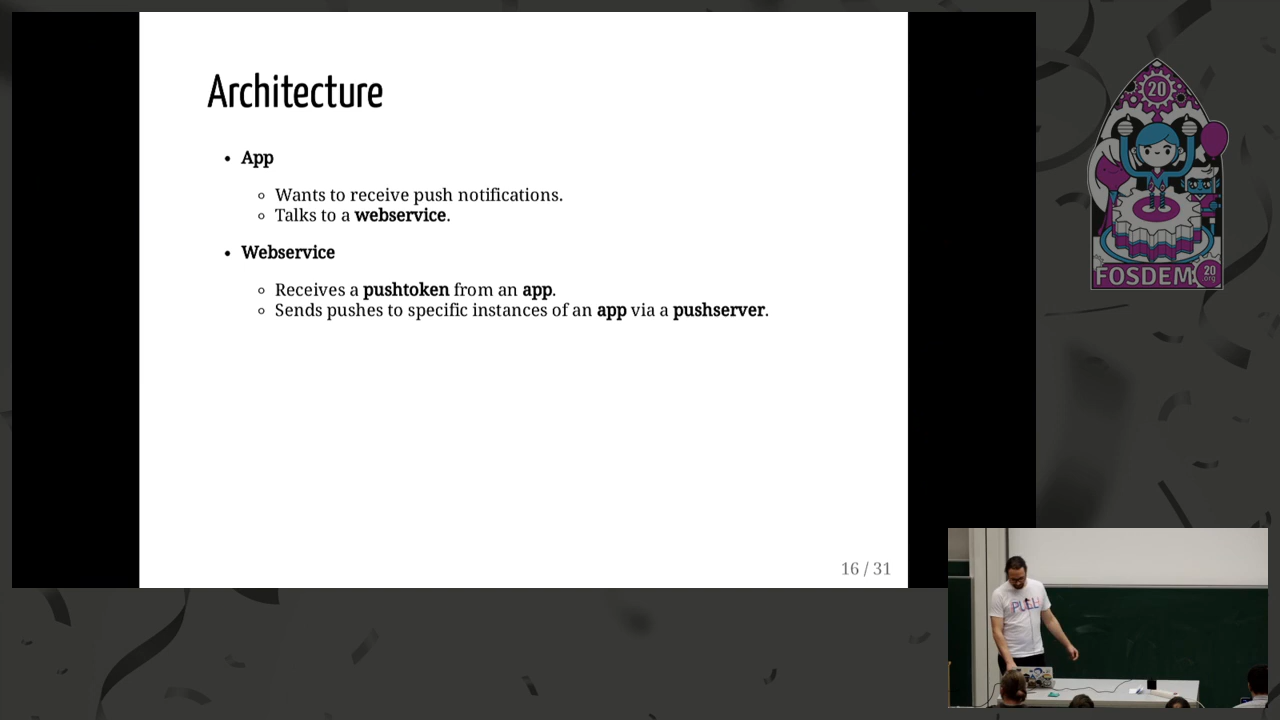 Architecture
• App
◦ Wants to receive push notifications.
◦ Talks to a webservice.
• Webservice
◦ Receives a pushtoken from an app.
◦ Sends pushes to specific instances of an app via a pushserver.
16 / 31
20
FOSDEM
20
.org
PUSH